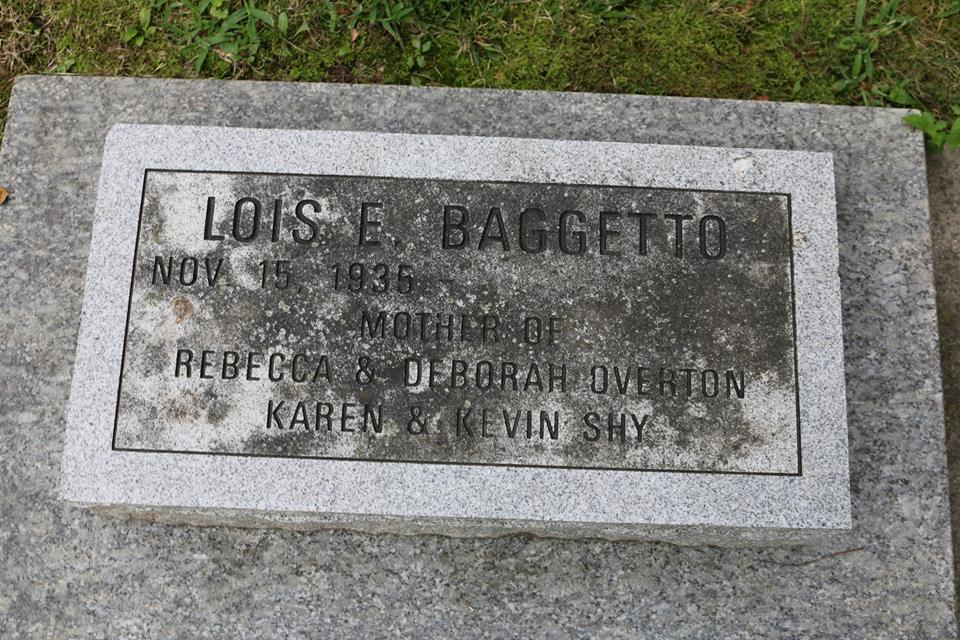 LOIS E. BAGGETTO
NOV. 15, 1935 -
MOTHER OF
REBECCA & DEBORAH OVERTON
KAREN & KEVIN SHY